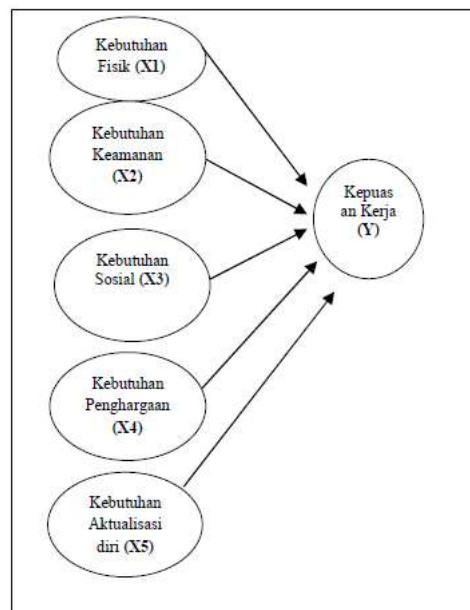 Kebutuhan
Fisik (X1)
Kebutuhan
Keamanan
(X2)
Kebutuhan
Sosial (X3)
Kebutuhan
Penghargaan
(X4)
Kebutuhan
Aktualisasi
diri (X5)
Kepuas
an Kerja
(Y)